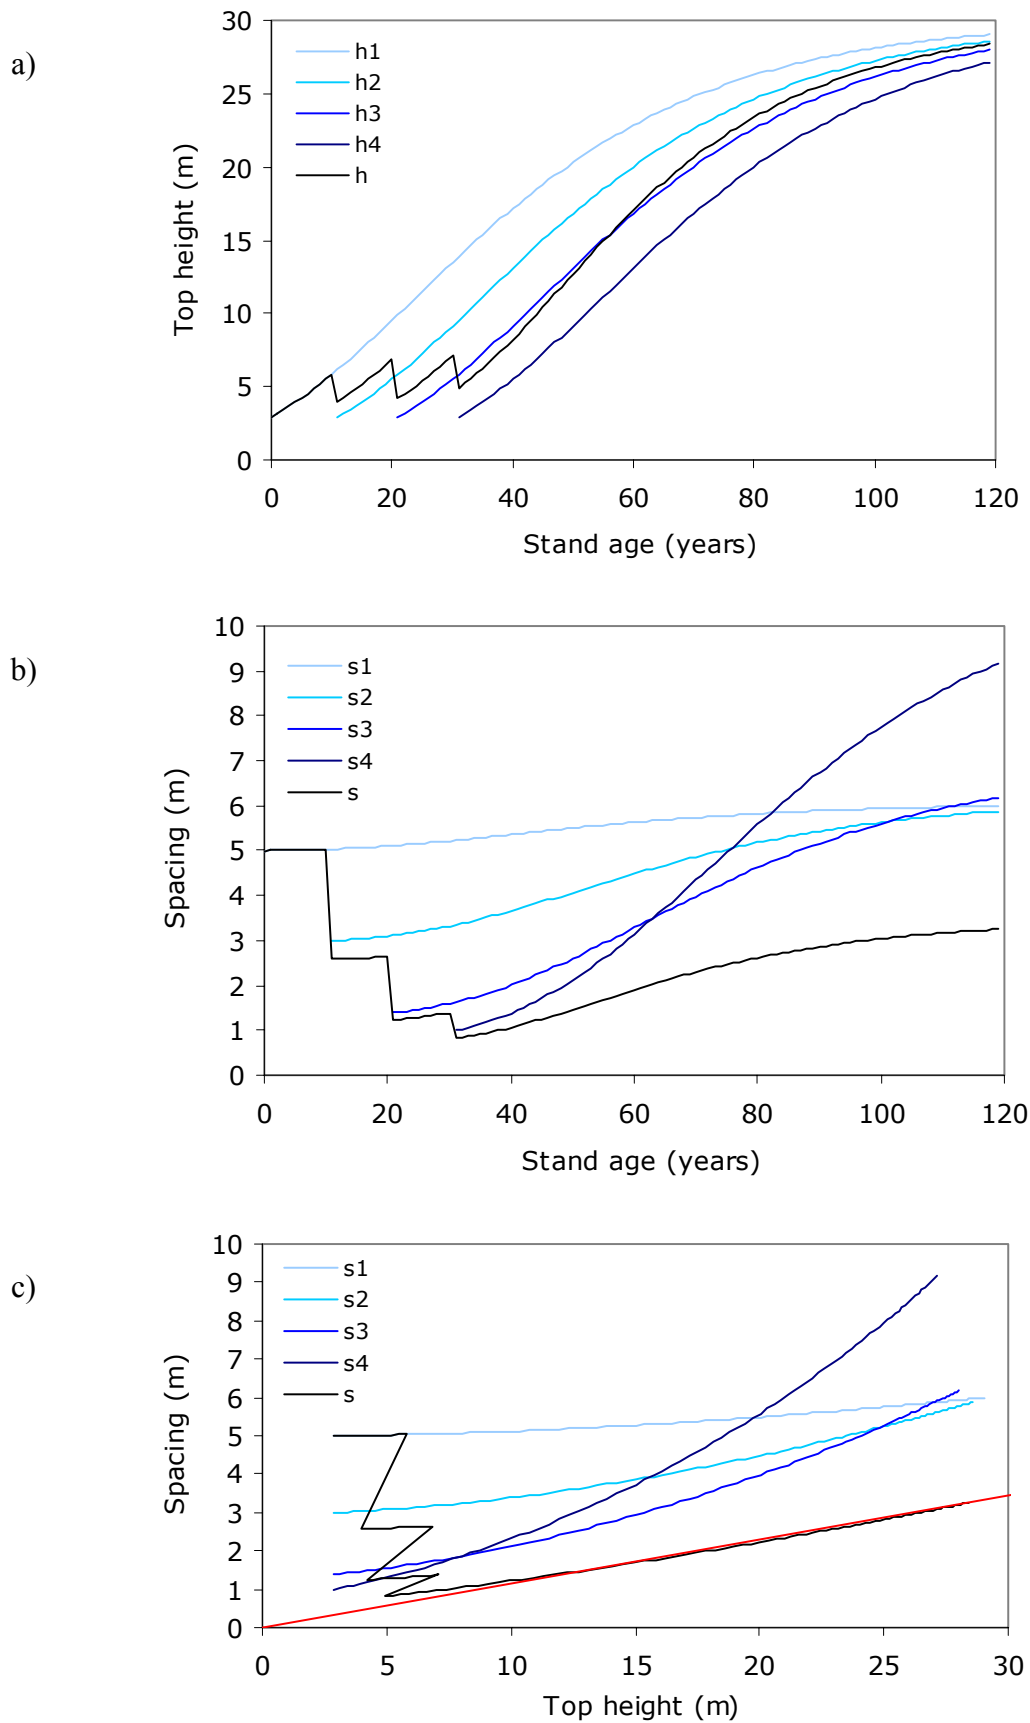 a)
30
25
20
15
10
5
0
Top height (m)
h1
h2
h3
h4
h
0 20 40 60 80 100 120
Stand age (years)
b)
10
9
8
7
6
5
4
3
2
1
0
Spacing (m)
s1
s2
s3
s4
s
0 20 40 60 80 100 120
Stand age (years)
c)
10
9
8
7
6
5
4
3
2
1
0
Spacing (m)
s1
s2
s3
s4
s
0 5 10 15 20 25 30
Top height (m)